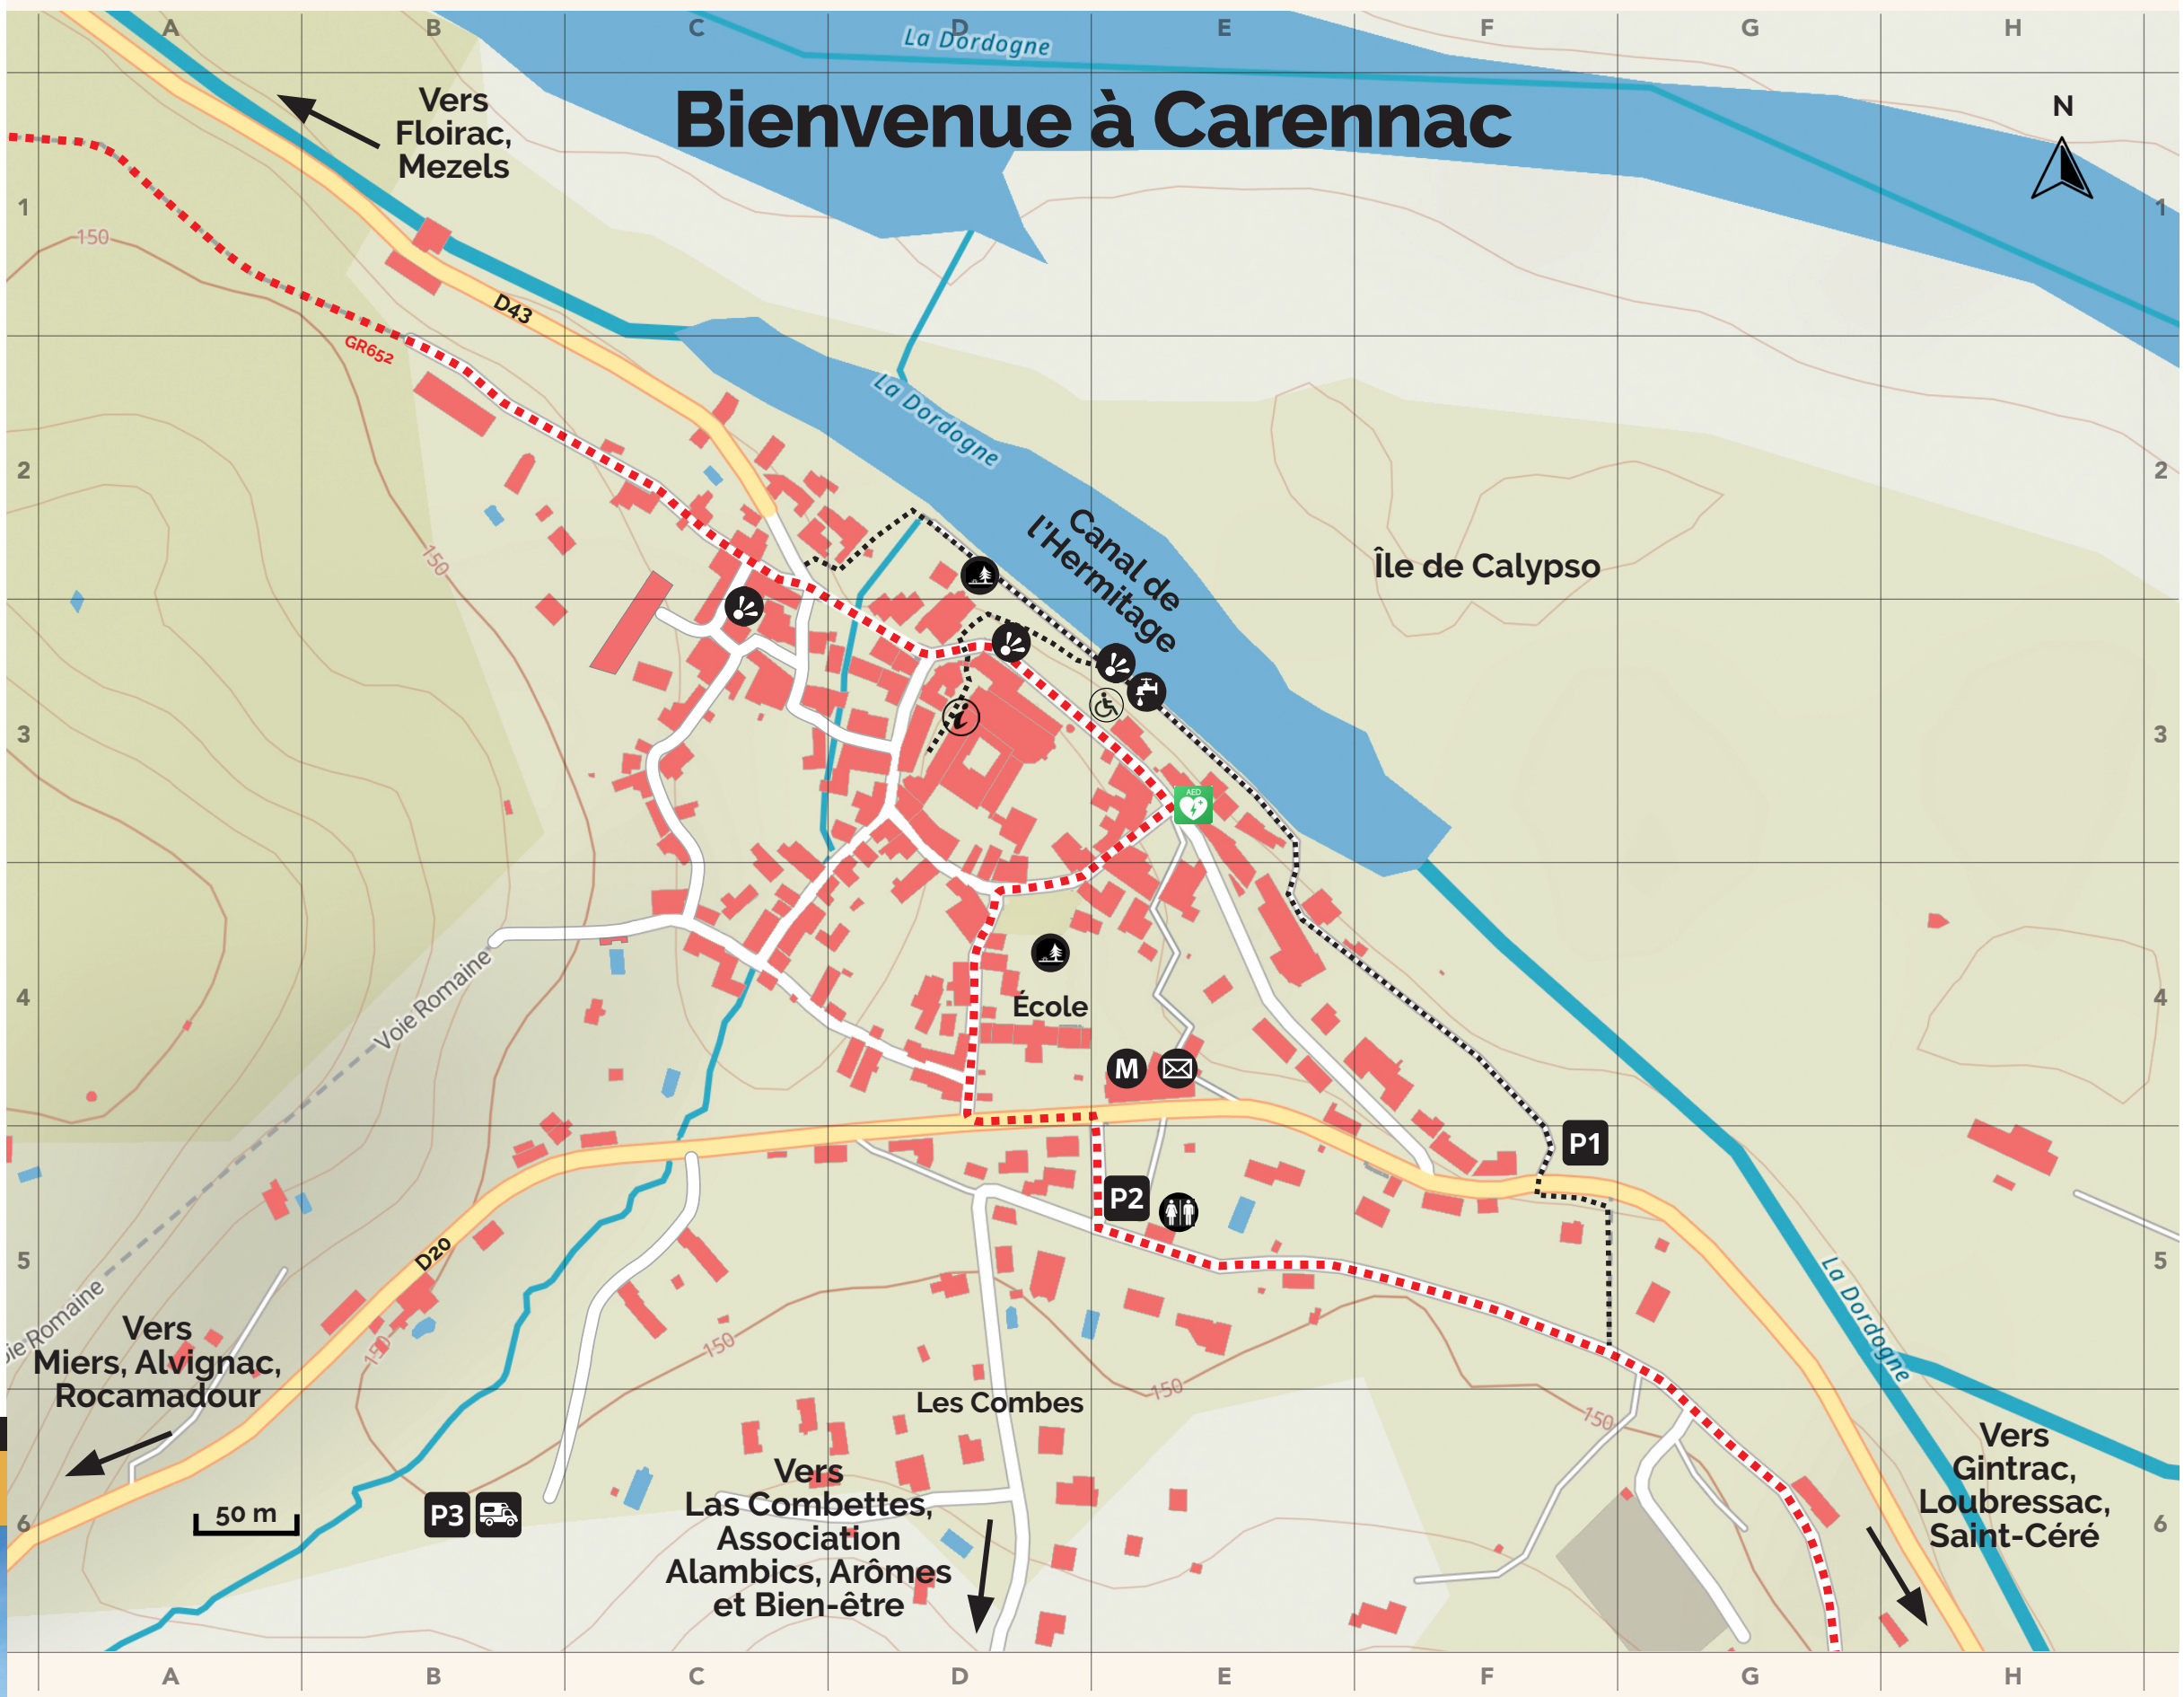 A B C D E F G H
La Dordogne
Bienvenue à Carennac
Vers
Floirac,
Mezels
N
1
1
150
D43
GR652
La Dordogne
2
2
Canal de
l'Hermitage
Île de Calypso
150
3
3
i
AED
Voie Romaine
4
4
École
M
P1
P2
D20
5
5
La Dordogne
oie Romaine
Vers
Miers, Alvignac,
Rocamadour
150
150
150
150
Les Combes
Vers
Las Combettes,
Association
Alambics, Arômes
et Bien-être
Vers
Gintrac,
Loubressac,
Saint-Céré
50 m
P3
6
6
A B C D E F G H